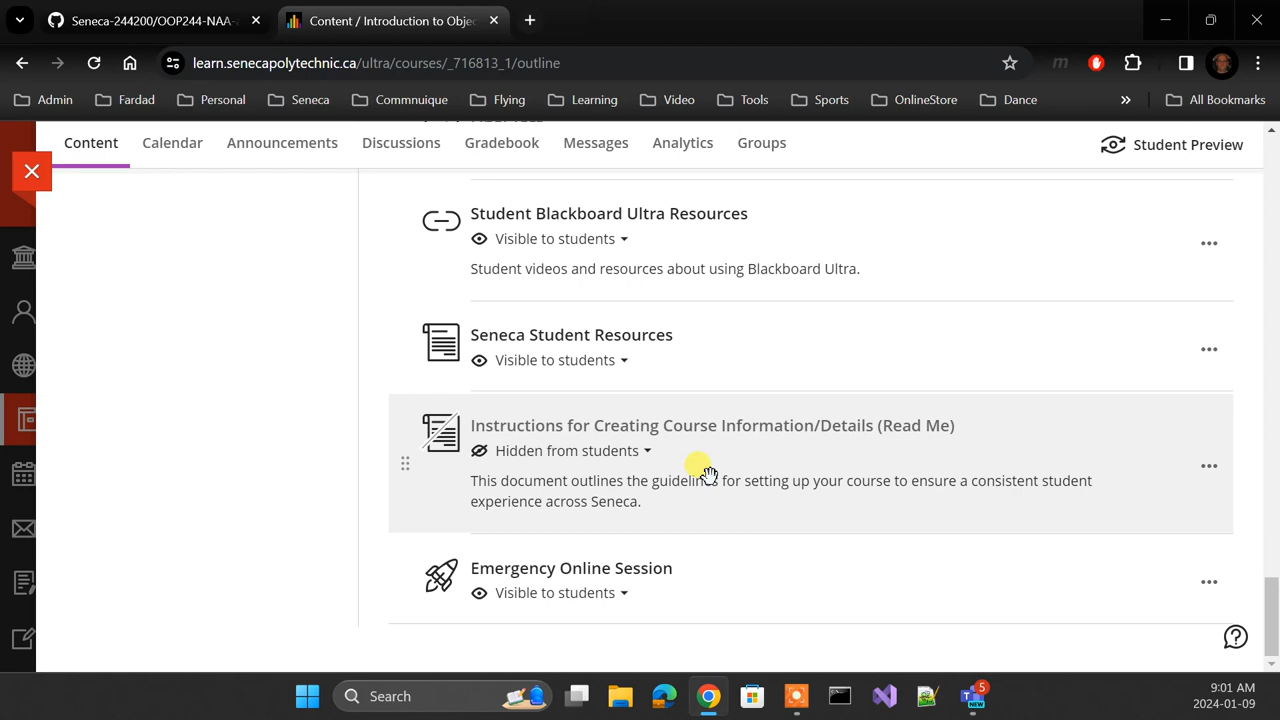 Seneca-244200/OOP244-NAA-
Content / Introduction to Objec
learn.senecapolytechnic.ca/ultra/courses/_716813_1/outline
Admin
Fardad
Personal
Seneca
Commnuique
Flying
Learning
Video
Tools
Sports
OnlineStore
Dance
All Bookmarks
Content
Calendar
Announcements
Discussions
Gradebook
Messages
Analytics
Groups
Student Preview
Student Blackboard Ultra Resources
Visible to students
Student videos and resources about using Blackboard Ultra.
Seneca Student Resources
Visible to students
Instructions for Creating Course Information/Details (Read Me)
Hidden from students
This document outlines the guidelines for setting up your course to ensure a consistent student
experience across Seneca.
Emergency Online Session
Visible to students
Search
NEW
5
9:01 AM
2024-01-09